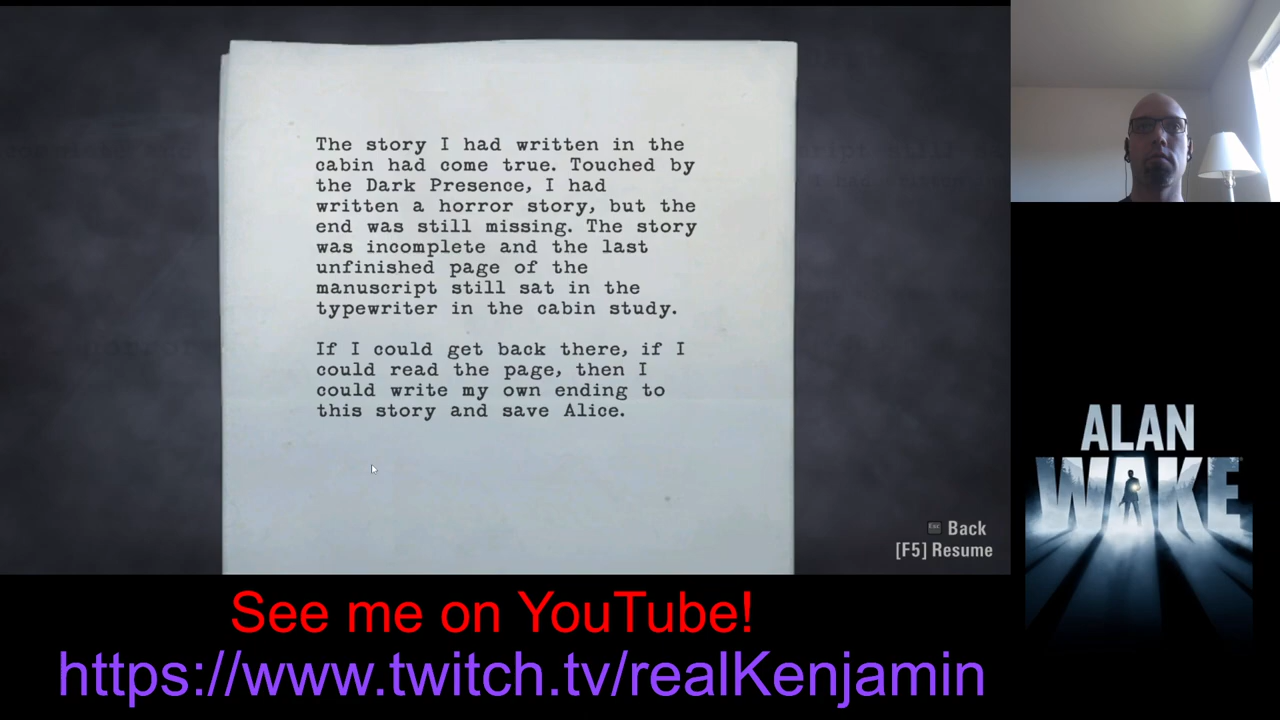 The story I had written in the
cabin had come true. Touched by
the Dark Presence, I had
written a horror story, but the
end was still missing. The story
was incomplete and the last
unfinished page of the
manuscript still sat in the
typewriter in the cabin study.
If I could get back there, if I
could read the page, then I
could write my own ending to
this story and save Alice.
Esc Back
[F5] Resume
ALAN
WAKE
See me on YouTube!
https://www.twitch.tv/realKenjamin